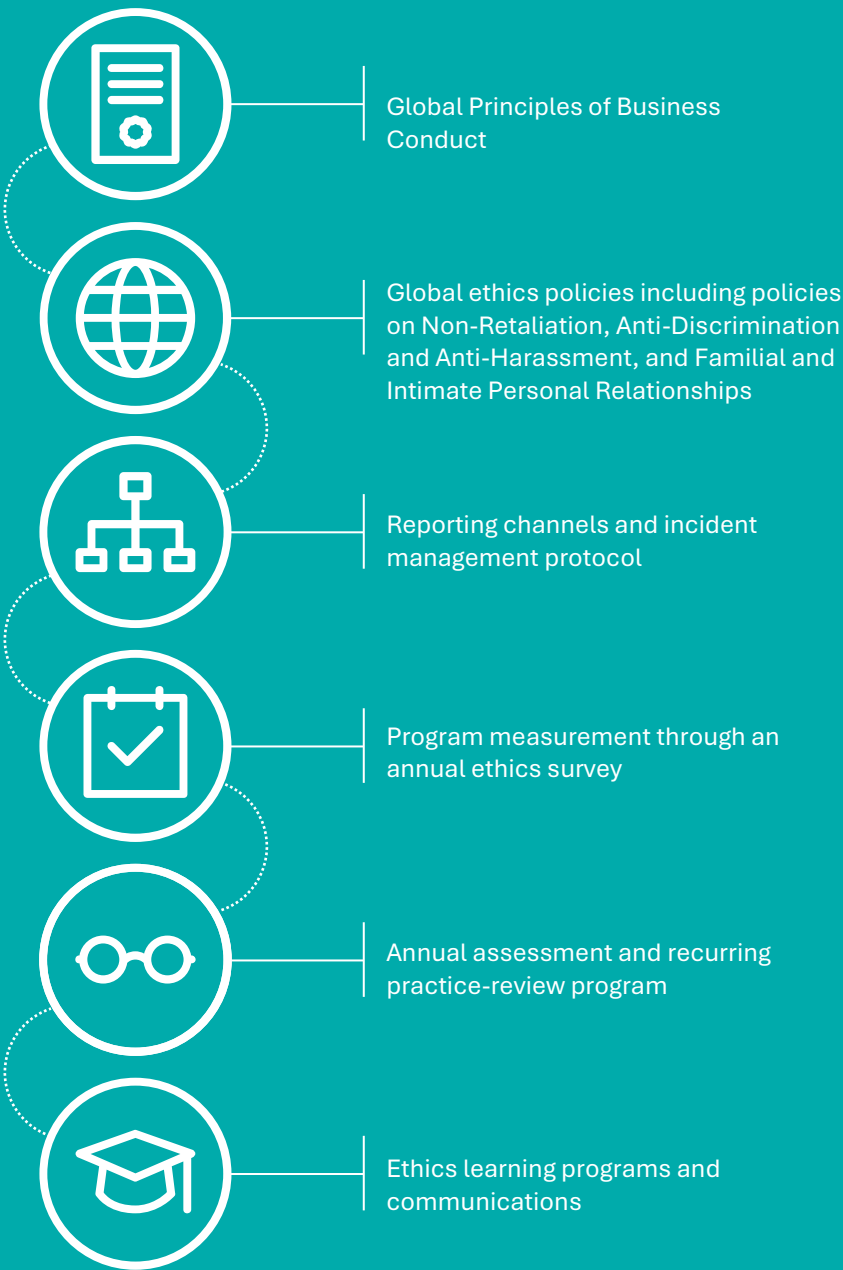 Global Principles of Business
Conduct
Global ethics policies including policies
on Non-Retaliation, Anti-Discrimination
and Anti-Harassment, and Familial and
Intimate Personal Relationships
Reporting channels and incident
management protocol
Program measurement through an
annual ethics survey
Annual assessment and recurring
practice-review program
Ethics learning programs and
communications